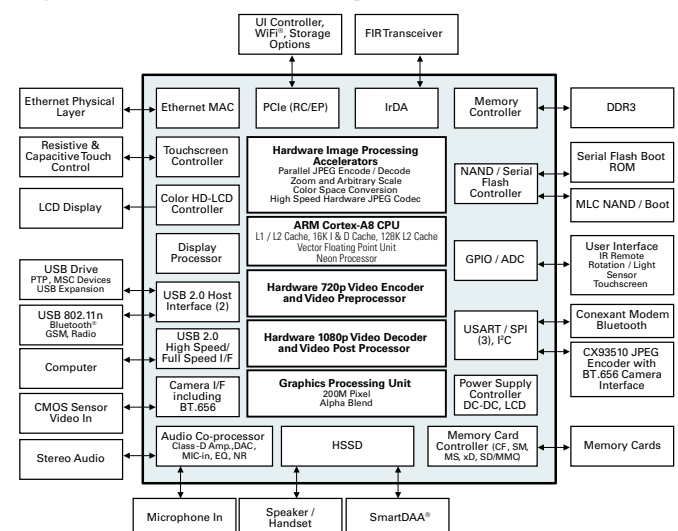 UI Controller,
WiFi®, Storage
Options
FIR Transceiver
Ethernet Physical
Layer
Ethernet MAC
PCIe (RC/EP)
IrDA
Memory
Controller
DDR3
Resistive &
Capacitive Touch
Control
Touchscreen
Controller
Hardware Image Processing
Accelerators
Parallel JPEG Encode / Decode
Zoom and Arbitrary Scale
Color Space Conversion
High Speed Hardware JPEG Codec
NAND / Serial
Flash
Controller
Serial Flash Boot
ROM
MLC NAND / Boot
LCD Display
Color HD-LCD
Controller
ARM Cortex-A8 CPU
L1 / L2 Cache, 16K I & D Cache, 128K L2 Cache
Vector Floating Point Unit
Neon Processor
Display
Processor
GPIO / ADC
User Interface
IR Remote
Rotation / Light
Sensor
Touchscreen
USB Drive
PTP, MSC Devices
USB Expansion
USB 2.0 Host
Interface (2)
Hardware 720p Video Encoder
and Video Preprocessor
USB 802.11n
Bluetooth®
GSM, Radio
USB 2.0
High Speed/
Full Speed I/F
Hardware 1080p Video Decoder
and Video Post Processor
USART / SPI
(3), I²C
Conexant Modem
Bluetooth
CX93510 JPEG
Encoder with
BT.656 Camera
Interface
Computer
Camera I/F
including
BT.656
Graphics Processing Unit
200M Pixel
Alpha Blend
Power Supply
Controller
DC-DC, LCD
CMOS Sensor
Video In
Stereo Audio
Audio Co-processor
Class-D Amp.,DAC,
MIC-in, EQ, NR
HSSD
Memory Card
Controller (CF, SM,
MS, xD, SD/MMC)
Memory Cards
Microphone In
Speaker /
Handset
SmartDAA®